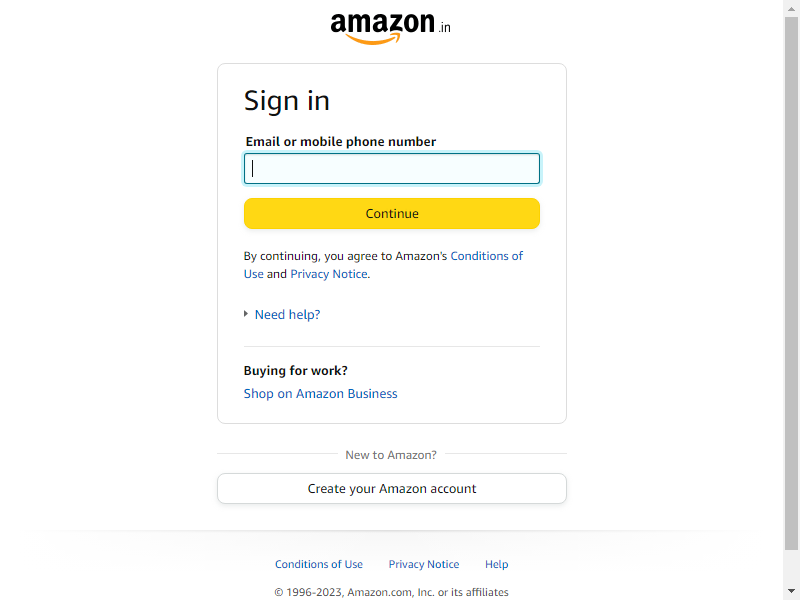 amazon.in
Sign in
Email or mobile phone number
Continue
By continuing, you agree to Amazon's Conditions of
Use and Privacy Notice.
Need help?
Buying for work?
Shop on Amazon Business
New to Amazon?
Create your Amazon account
Conditions of Use Privacy Notice Help
© 1996-2023, Amazon.com, Inc. or its affiliates